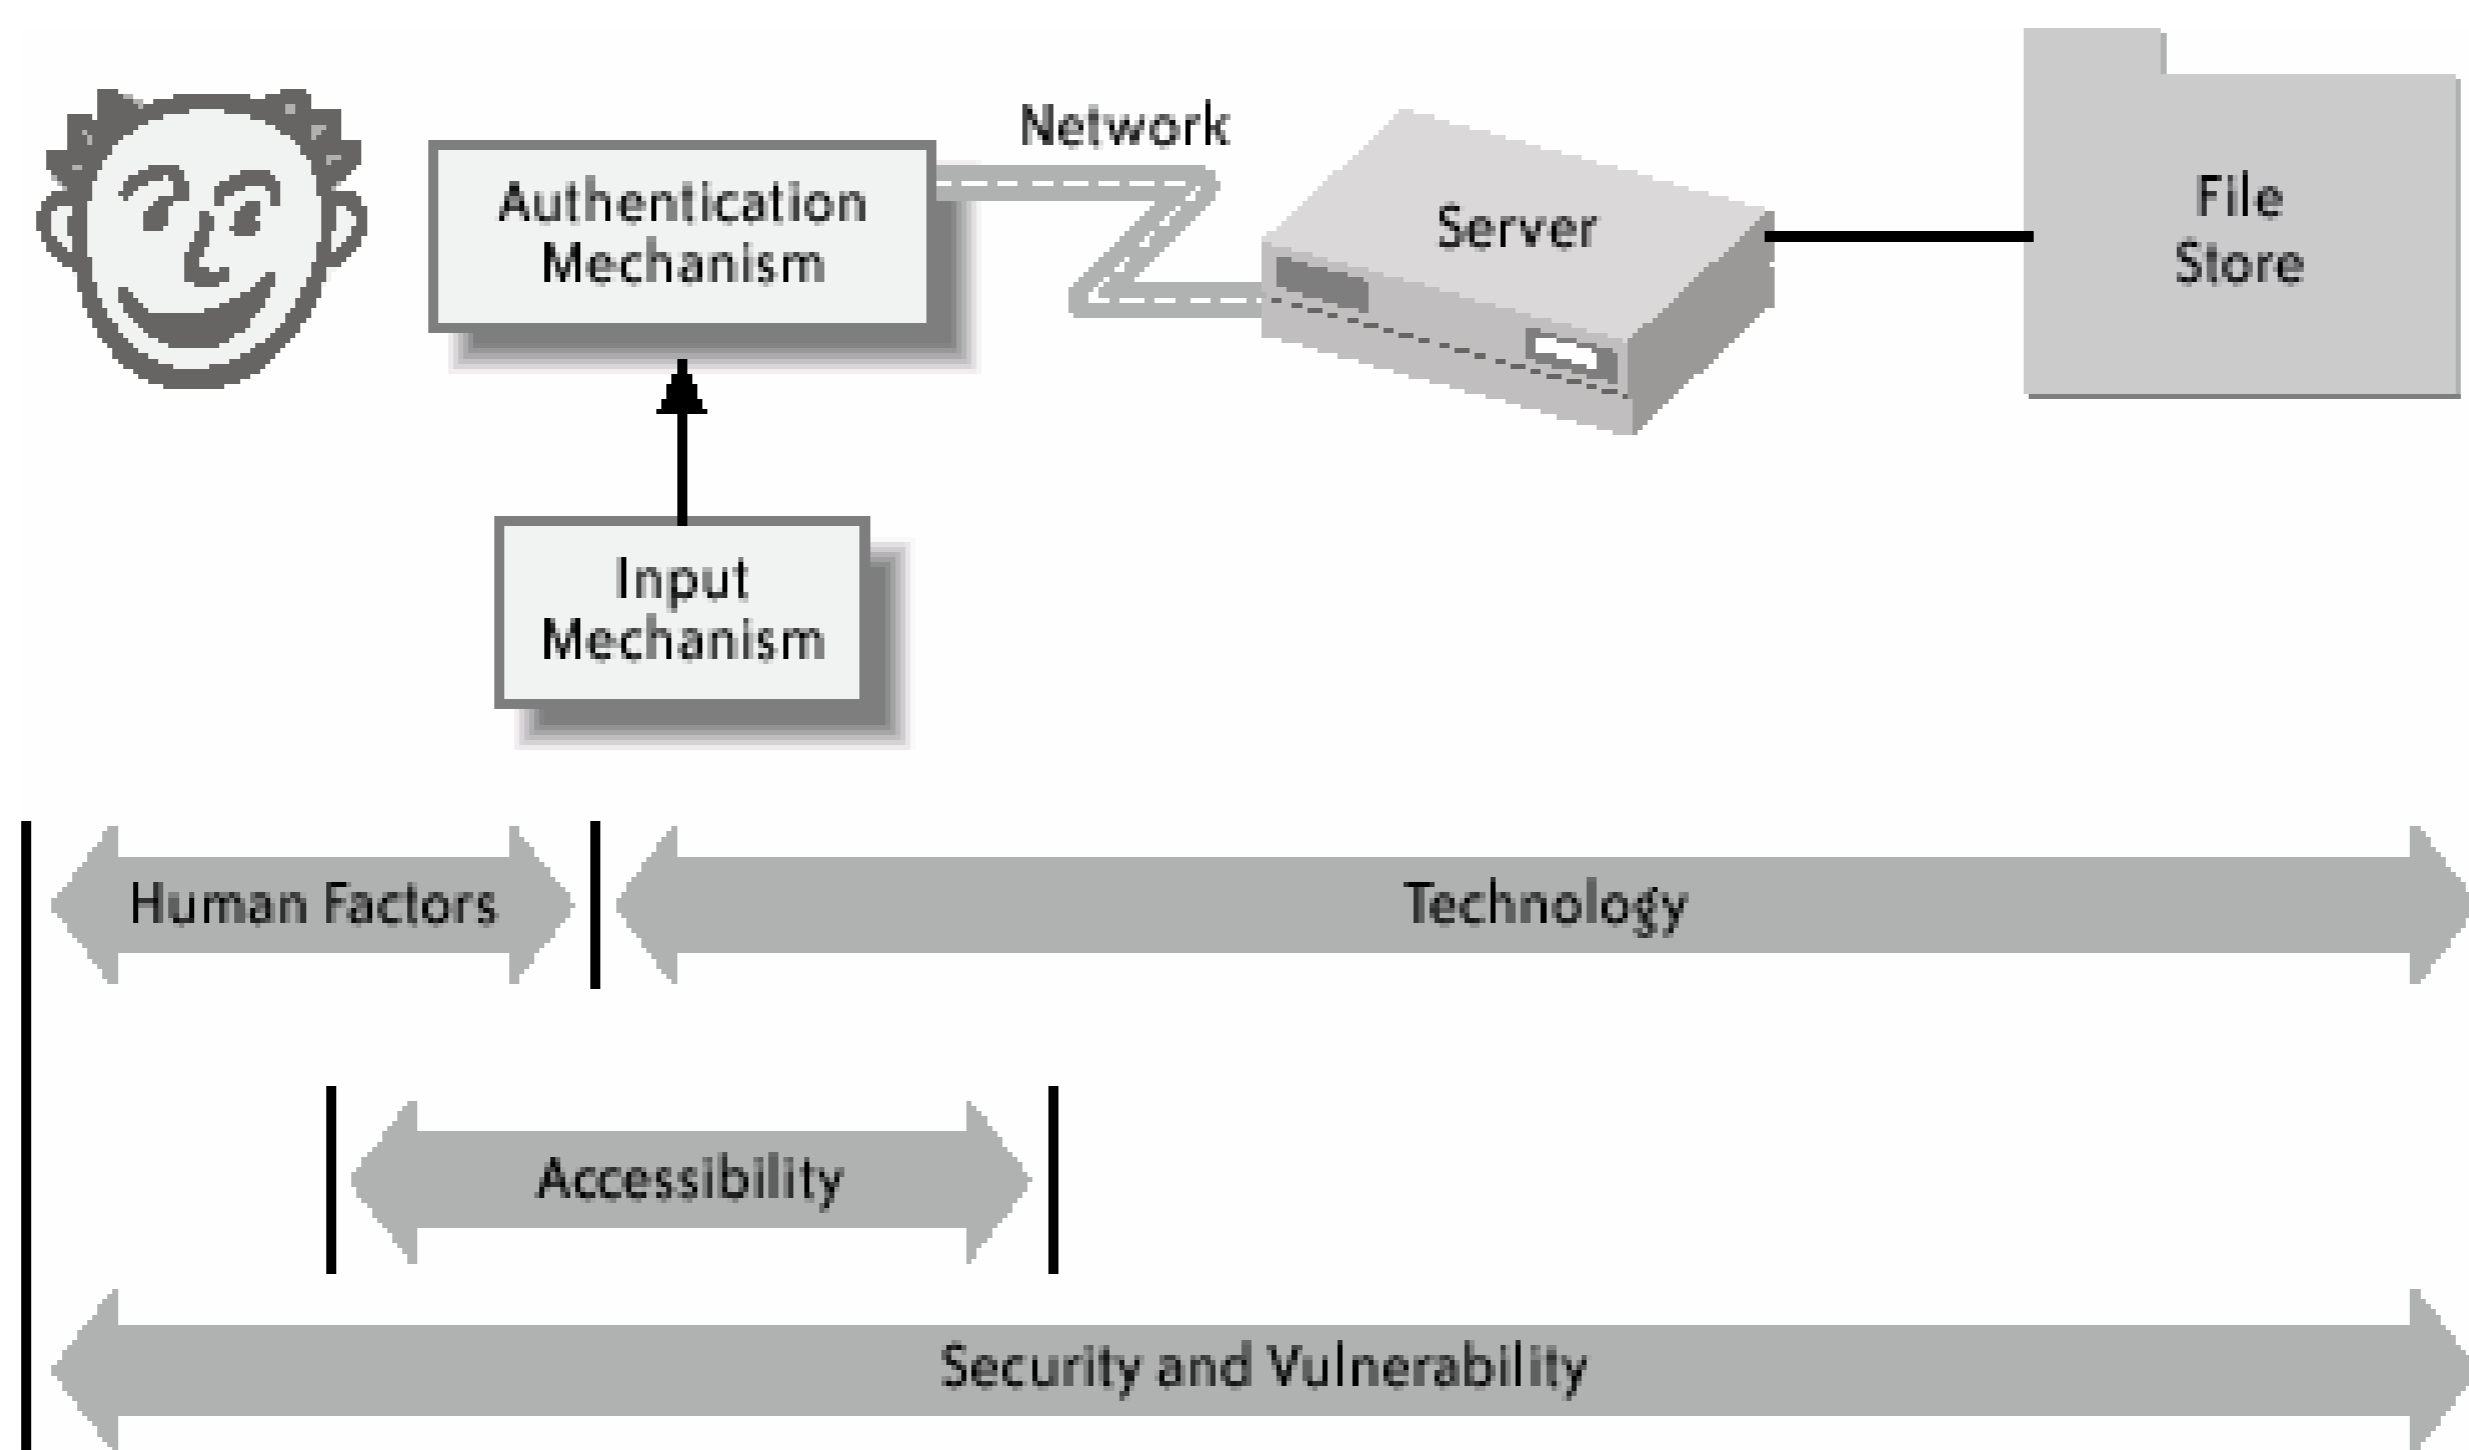 Network
Authentication
Mechanism
Server
File
Store
Input
Mechanism
Human Factors
Technology
Accessibility
Security and Vulnerability